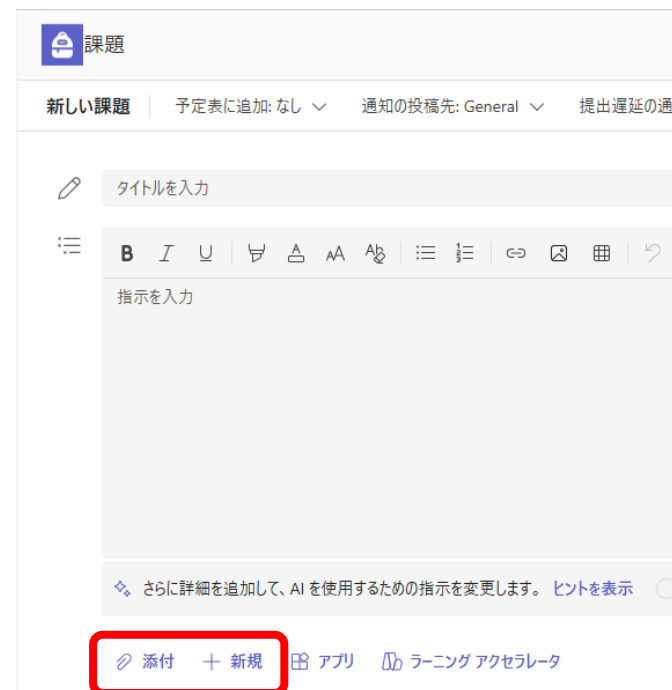 課題
新しい課題 予定表に追加: なし 通知の投稿先: General 提出遅延の通
タイトルを入力
B I U A AA Ab
指示を入力
さらに詳細を追加して、AI を使用するための指示を変更します。 ヒントを表示
添付 新規 アプリ ラーニング アクセラレータ